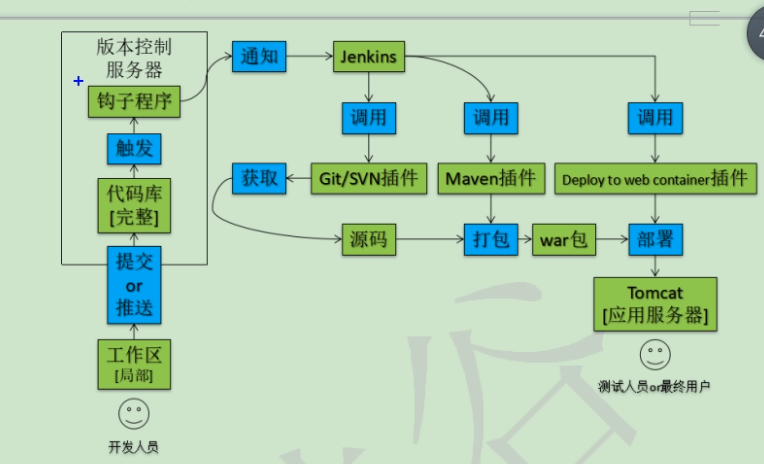 版本控制
服务器
钩子程序
触发
代码库
[完整]
提交
or
推送
工作区
[局部]
开发人员
通知
Jenkins
调用
调用
调用
获取
Git/SVN插件
Maven插件
Deploy to web container插件
源码
打包
war包
部署
Tomcat
[应用服务器]
测试人员or最终用户